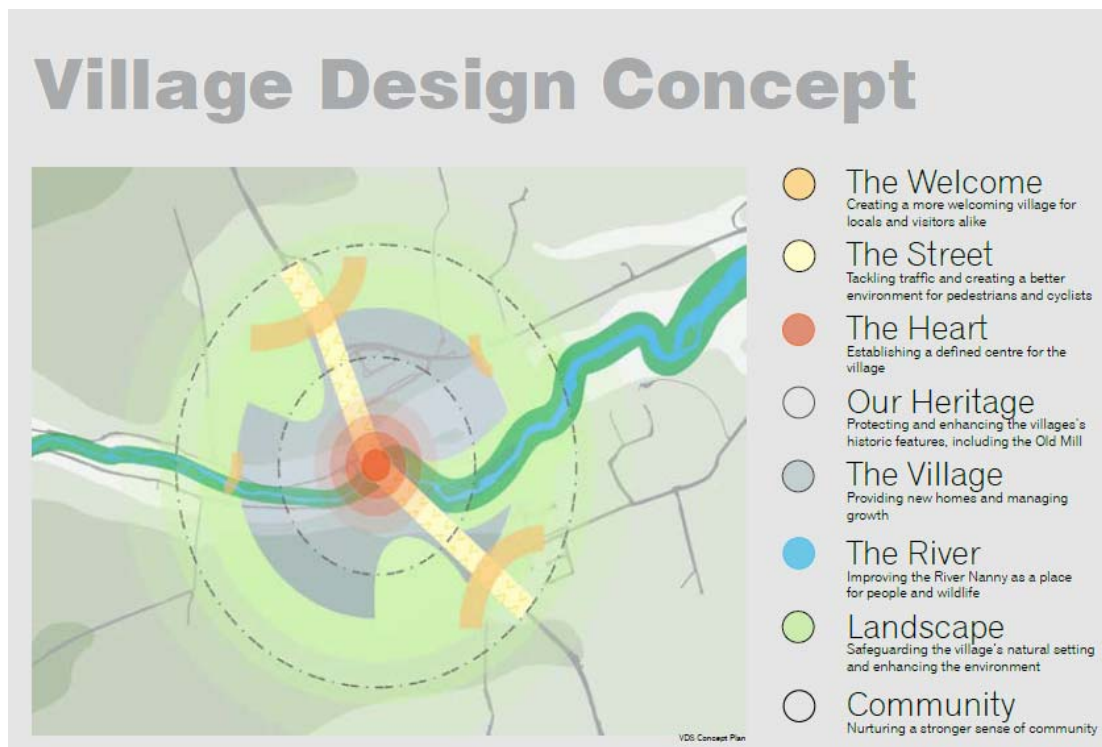 Village Design Concept
The Welcome
Creating a more welcoming village for
locals and visitors alike
The Street
Tackling traffic and creating a better
environment for pedestrians and cyclists
The Heart
Establishing a defined centre for the
village
Our Heritage
Protecting and enhancing the villages's
historic features, including the Old Mill
The Village
Providing new homes and managing
growth
The River
Improving the River Nanny as a place
for people and wildlife
Landscape
Safeguarding the village's natural setting
and enhancing the environment
Community
Nurturing a stronger sense of community
VDS Concept Plan